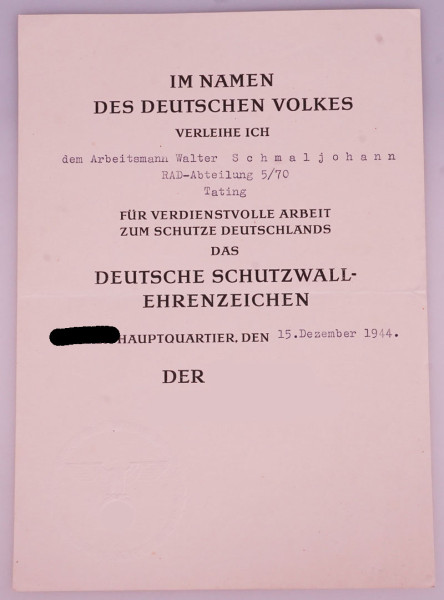 IM NAMEN
DES DEUTSCHEN VOLKES
VERLEIHE ICH
dem Arbeitsmann Walter S c h m a l j o h a n n
RAD-Abteilung 5/70
Tating
FÜR VERDIENSTVOLLE ARBEIT
ZUM SCHUTZE DEUTSCHLANDS
DAS
DEUTSCHE SCHUTZWALL-
EHRENZEICHEN
HAUPTQUARTIER, DEN 15.Dezember 1944.
DER